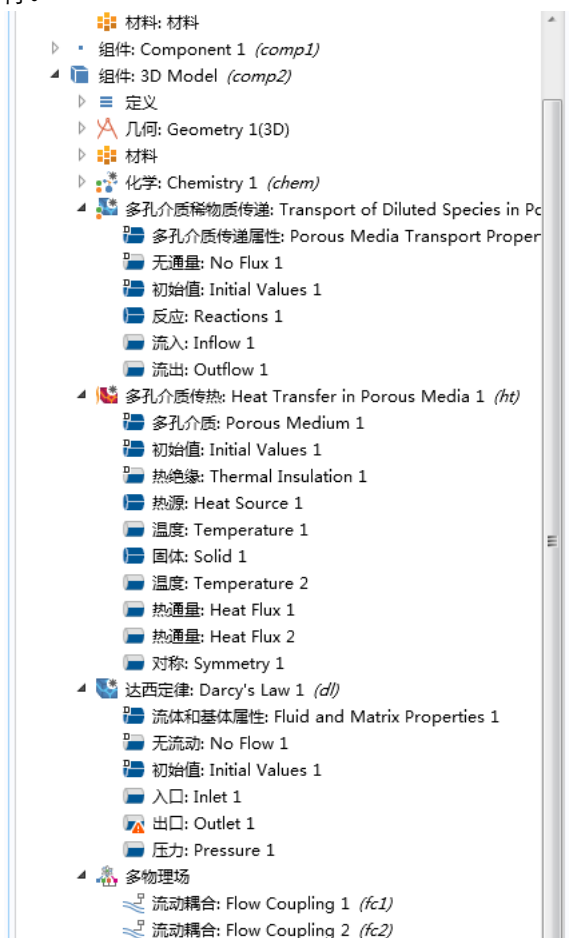 材料: 材料
组件: Component 1 (comp1)
组件: 3D Model (comp2)
定义
几何: Geometry 1(3D)
材料
化学: Chemistry 1 (chem)
多孔介质稀物质传递: Transport of Diluted Species in Po
多孔介质传递属性: Porous Media Transport Proper
无通量: No Flux 1
初始值: Initial Values 1
反应: Reactions 1
流入: Inflow 1
流出: Outflow 1
多孔介质传热: Heat Transfer in Porous Media 1 (ht)
多孔介质: Porous Medium 1
初始值: Initial Values 1
热绝缘: Thermal Insulation 1
热源: Heat Source 1
温度: Temperature 1
固体: Solid 1
温度: Temperature 2
热通量: Heat Flux 1
热通量: Heat Flux 2
对称: Symmetry 1
达西定律: Darcy's Law 1 (dl)
流体和基体属性: Fluid and Matrix Properties 1
无流动: No Flow 1
初始值: Initial Values 1
入口: Inlet 1
出口: Outlet 1
压力: Pressure 1
多物理场
流动耦合: Flow Coupling 1 (fc1)
流动耦合: Flow Coupling 2 (fc2)